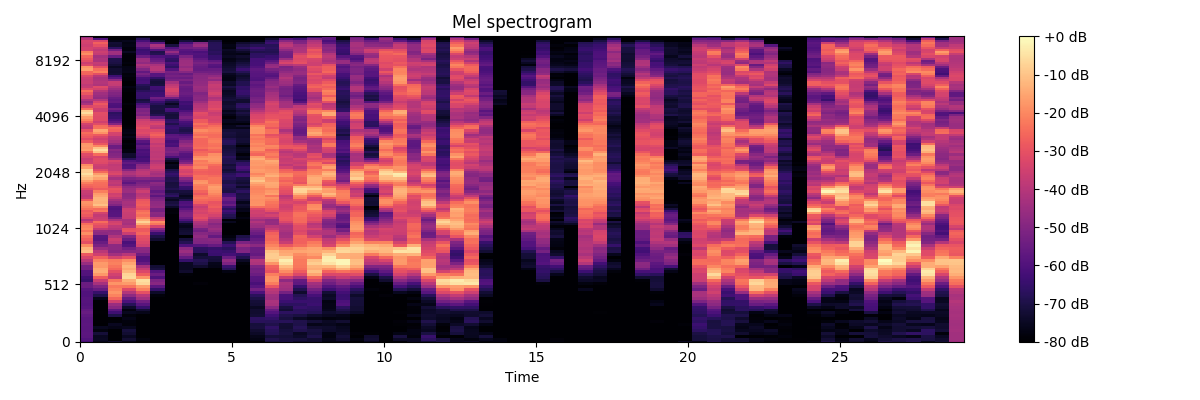 Mel spectrogram
8192
4096
2048
1024
512
0
Hz
0 5 10 15 20 25
Time
+0 dB
-10 dB
-20 dB
-30 dB
-40 dB
-50 dB
-60 dB
-70 dB
-80 dB